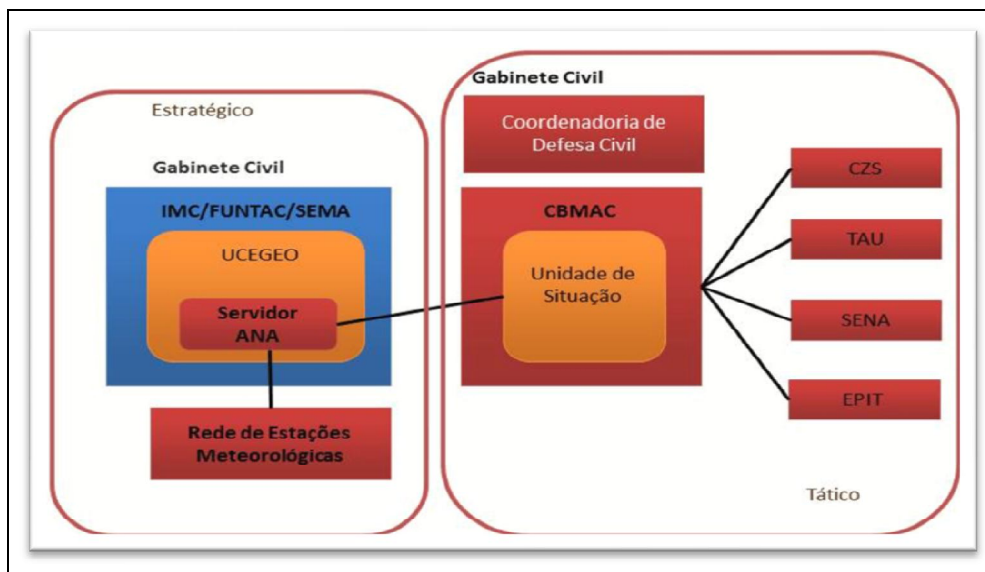 Estratégico
Gabinete Civil
IMC/FUNTAC/SEMA
UCEGEO
Servidor
ANA
Rede de Estações
Meteorológicas
Gabinete Civil
Coordenadoria de
Defesa Civil
CBMAC
Unidade de
Situação
CZS
TAU
SENA
EPIT
Tático